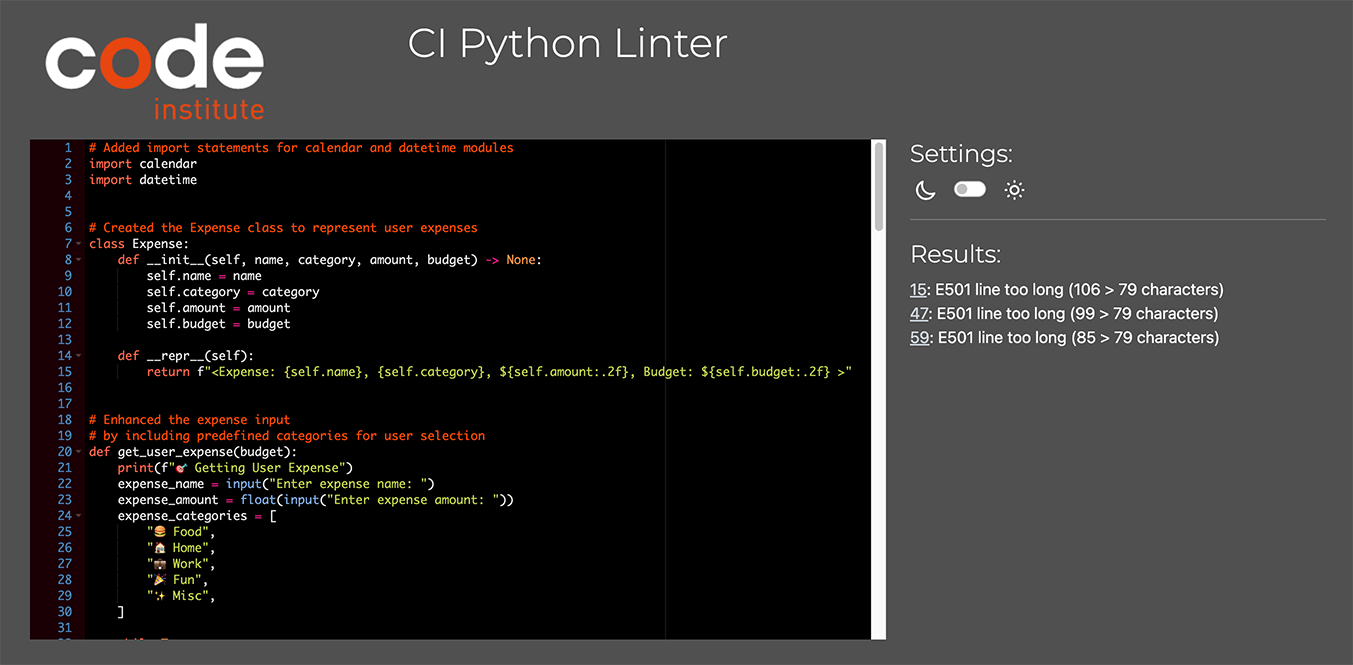 code
institute
CI Python Linter
1 # Added import statements for calendar and datetime modules
2 import calendar
3 import datetime
4
5
6 # Created the Expense class to represent user expenses
7 class Expense:
8     def __init__(self, name, category, amount, budget) -> None:
9         self.name = name
10         self.category = category
11         self.amount = amount
12         self.budget = budget
13
14     def __repr__(self):
15         return f"<Expense: {self.name}, {self.category}, ${self.amount:.2f}, Budget: ${self.budget:.2f} >"
16
17
18 # Enhanced the expense input
19 # by including predefined categories for user selection
20 def get_user_expense(budget):
21     print(f"🎯 Getting User Expense")
22     expense_name = input("Enter expense name: ")
23     expense_amount = float(input("Enter expense amount: "))
24     expense_categories = [
25         "🍔 Food",
26         "🏠 Home",
27         "💼 Work",
28         "🎉 Fun",
29         "✨ Misc",
30     ]
31
Settings:
Results:
15: E501 line too long (106 > 79 characters)
47: E501 line too long (99 > 79 characters)
59: E501 line too long (85 > 79 characters)